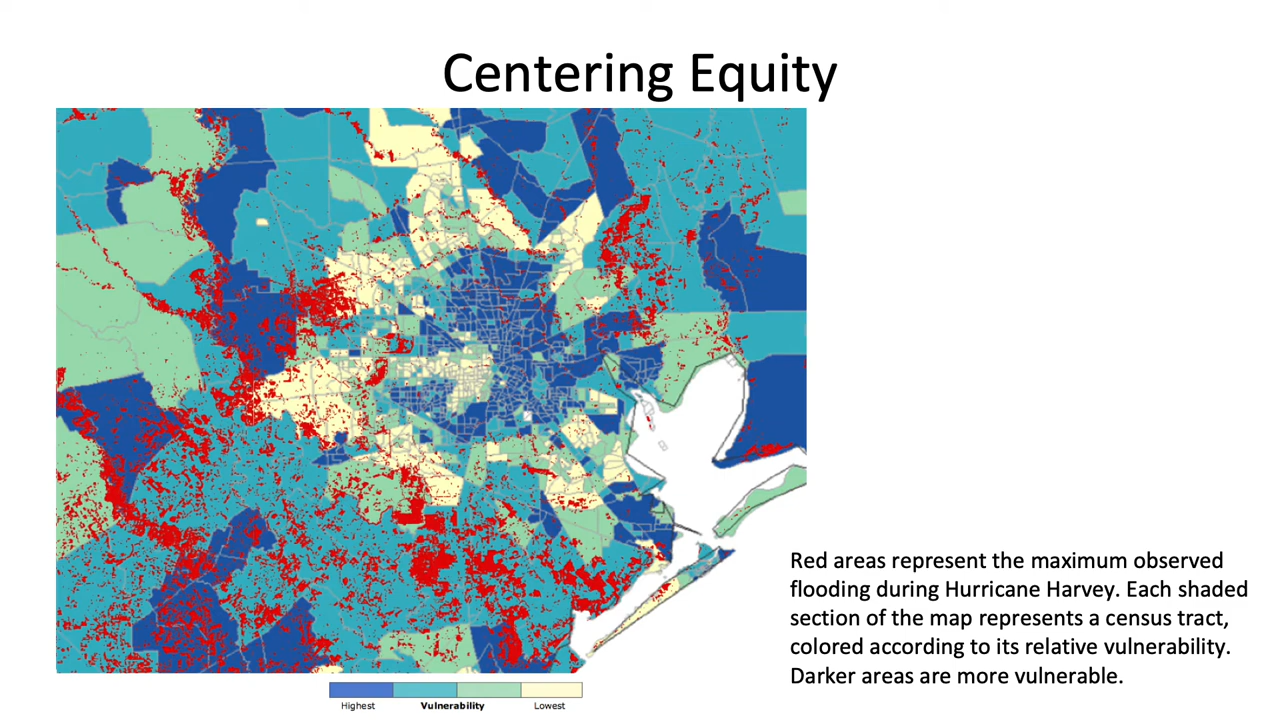 Centering Equity
Red areas represent the maximum observed
flooding during Hurricane Harvey. Each shaded
section of the map represents a census tract,
colored according to its relative vulnerability.
Darker areas are more vulnerable.
Highest Vulnerability Lowest